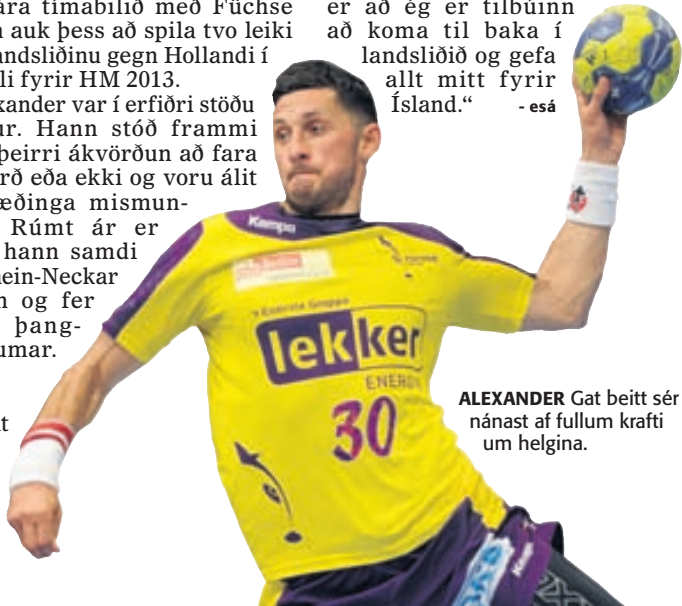 ara tímabilið með Füchse
auk þess að spila tvo leiki
andsliðinu gegn Hollandi í
li fyrir HM 2013.
xander var í erfiðri stöðu
ur. Hann stóð frammi
þeirri ákvörðun að fara
rð eða ekki og voru álit
æðinga mismun-
Rúmt ár er
hann samdi
hein-Neckar
n og fer
þang-
umar.
er að ég er tilbúinn
að koma til baka í
landsliðið og gefa
allt mitt fyrir
Ísland.“ - esá
Kempa
lekker
ENERGIE
30
Kempa
ALEXANDER Gat beitt sér
nánast af fullum krafti
um helgina.